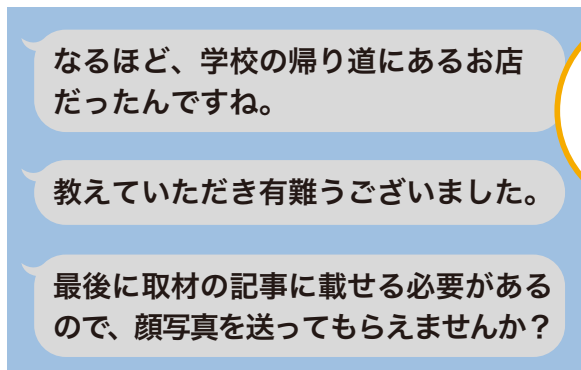 なるほど、学校の帰り道にあるお店
だったんですね。
教えていただき有難うございました。
最後に取材の記事に載せる必要がある
ので、顔写真を送ってもらえませんか？